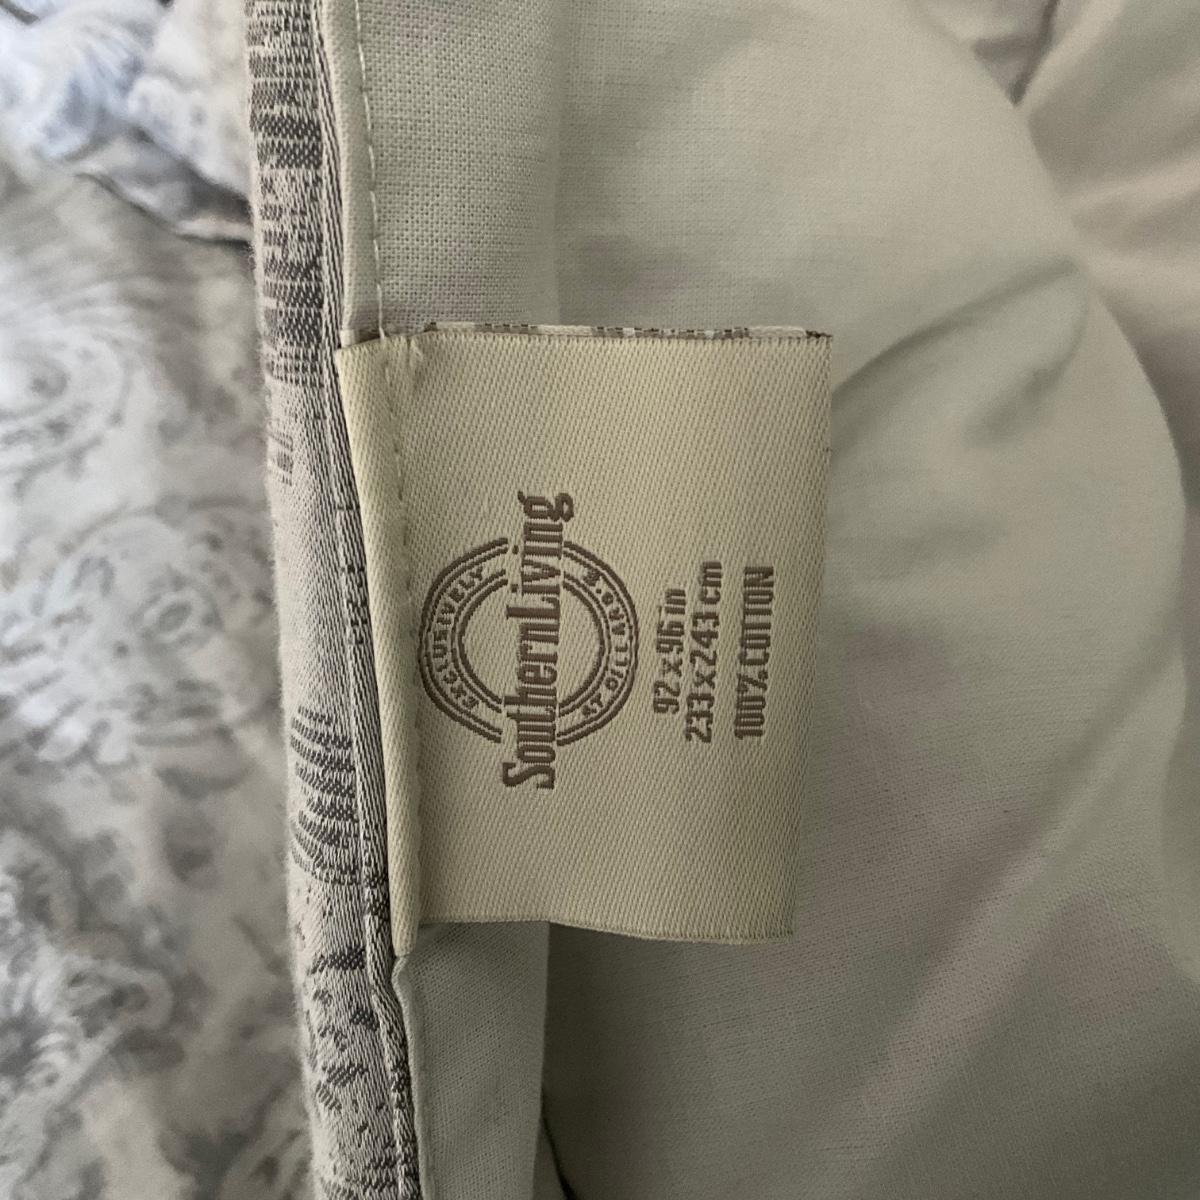 EXCLUSIVELY
SouthernLiving
AT DILLARD'S
92 x 96 in
233 x 243 cm
100% COTTON